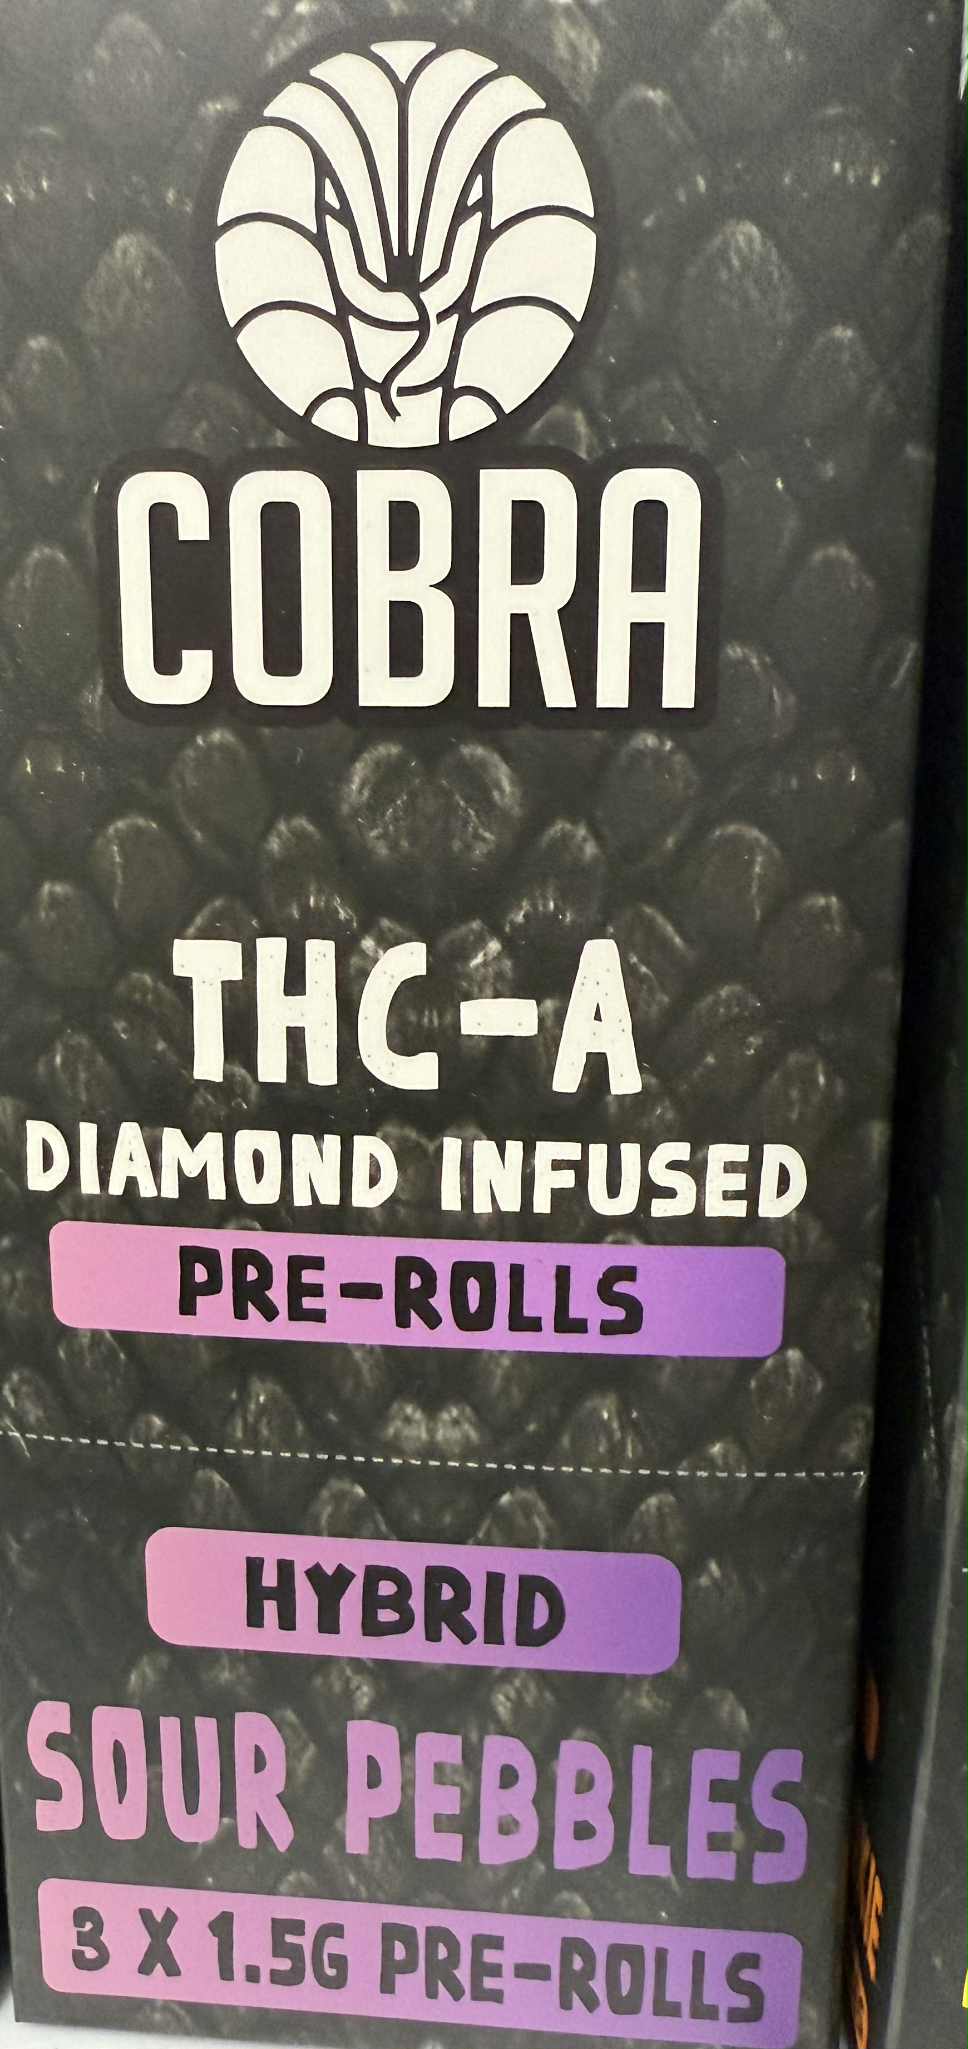 COBRA
THC-A
DIAMOND INFUSED
PRE-ROLLS
HYBRID
SOUR PEBBLES
3 X 1.5G PRE-ROLLS